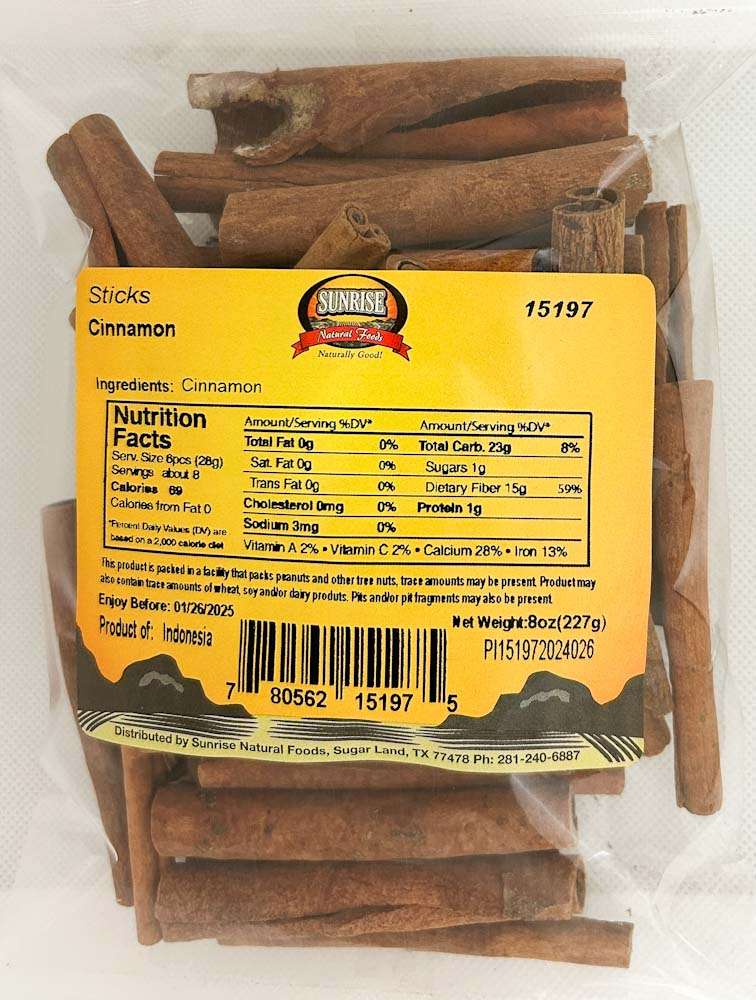 Sticks
Cinnamon
SUNRISE
Natural Foods
Naturally Good!
15197
Ingredients: Cinnamon
Nutrition
Facts
Serv. Size 6pcs (28g)
Servings about 8
Calories 69
Calories from Fat 0
*Percent Daily Values (DV) are
based on a 2,000 calorie diet
Amount/Serving %DV* Amount/Serving %DV*
Total Fat 0g 0% Total Carb. 23g 8%
Sat. Fat 0g 0% Sugars 1g
Trans Fat 0g 0% Dietary Fiber 15g 59%
Cholesterol 0mg 0% Protein 1g
Sodium 3mg 0%
Vitamin A 2% • Vitamin C 2% • Calcium 28% • Iron 13%
This product is packed in a facility that packs peanuts and other tree nuts, trace amounts may be present. Product may
also contain trace amounts of wheat, soy and/or dairy produts. Pits and/or pit fragments may also be present.
Enjoy Before: 01/26/2025
Net Weight:8oz(227g)
Product of: Indonesia
PI151972024026
7 80562 15197 5
Distributed by Sunrise Natural Foods, Sugar Land, TX 77478 Ph: 281-240-6887